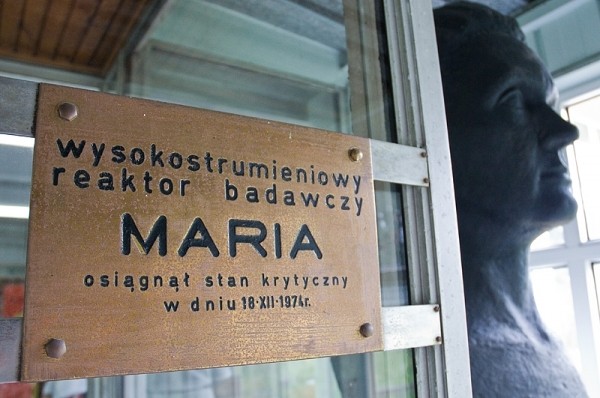 wysokostrumieniowy
reaktor badawczy
MARIA
osiągnął stan krytyczny
w dniu 18·XII·1974r.